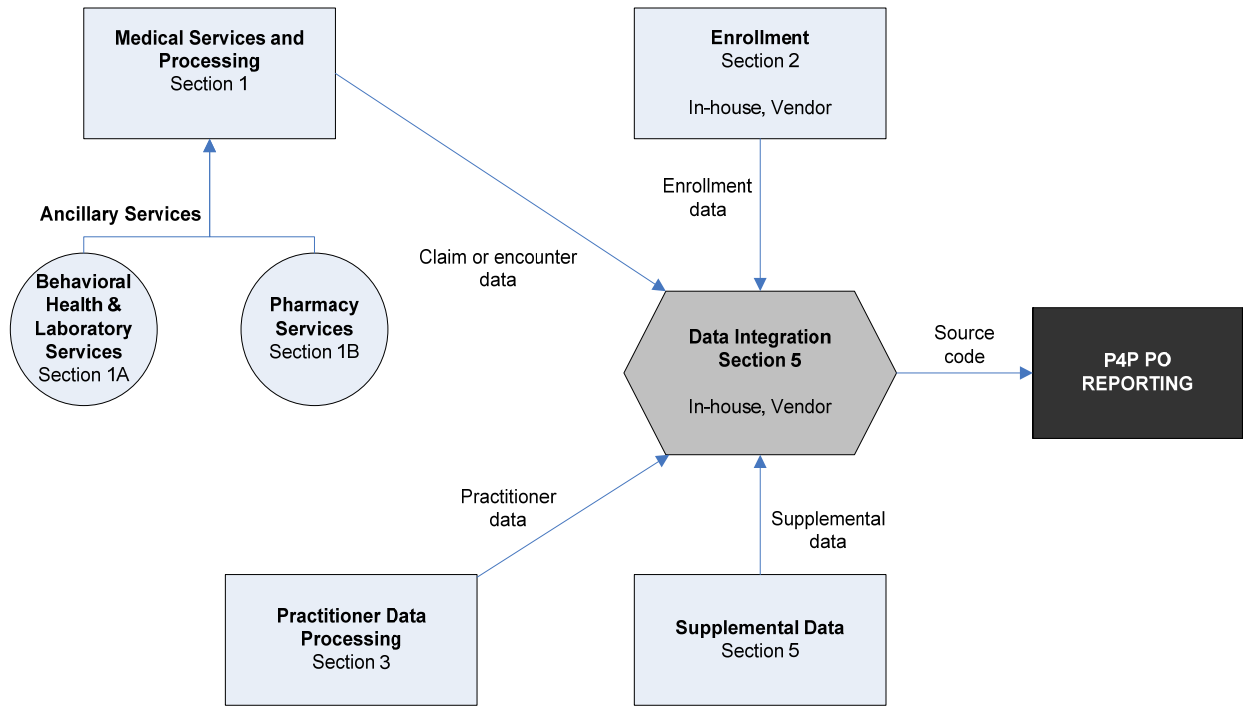 Medical Services and
Processing
Section 1
Enrollment
Section 2
In-house, Vendor
Ancillary Services
Enrollment
data
Behavioral
Health &
Laboratory
Services
Section 1A
Pharmacy
Services
Section 1B
Claim or encounter
data
Data Integration
Section 5
In-house, Vendor
Source
code
P4P PO
REPORTING
Practitioner
data
Supplemental
data
Practitioner Data
Processing
Section 3
Supplemental Data
Section 5